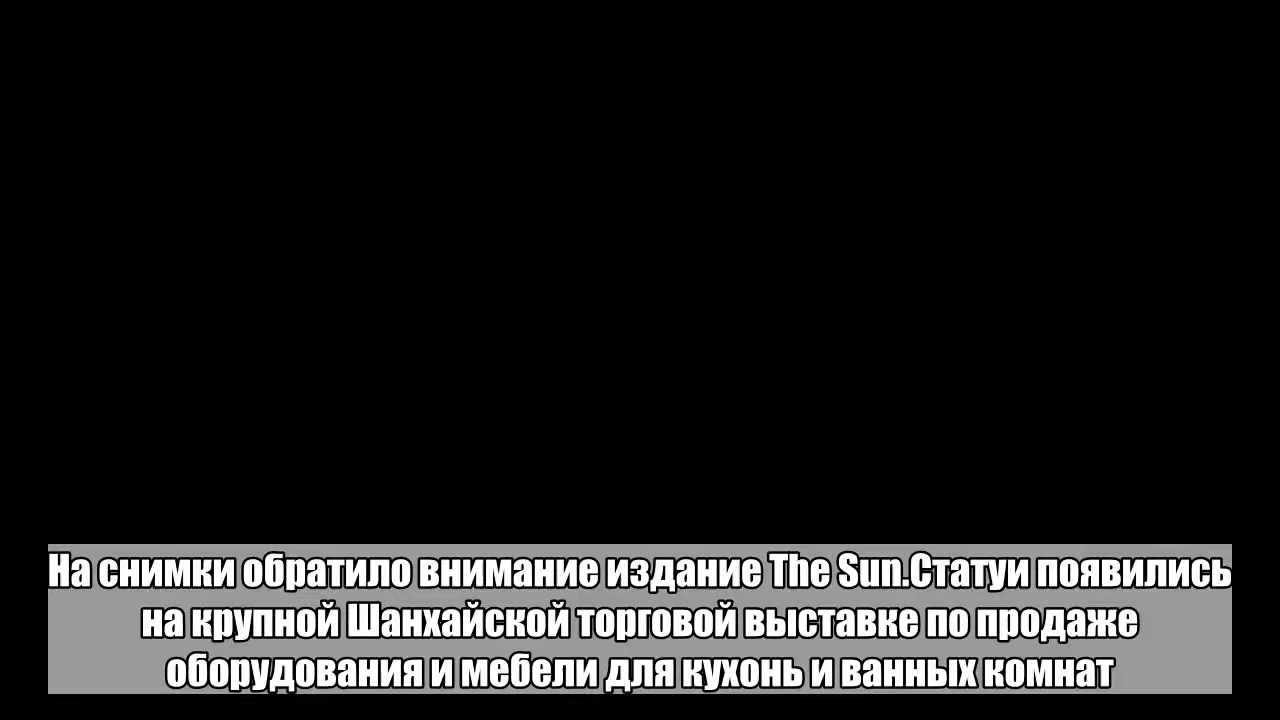 На снимки обратило внимание издание The Sun.Статуи появились
на крупной Шанхайской торговой выставке по продаже
оборудования и мебели для кухонь и ванных комнат